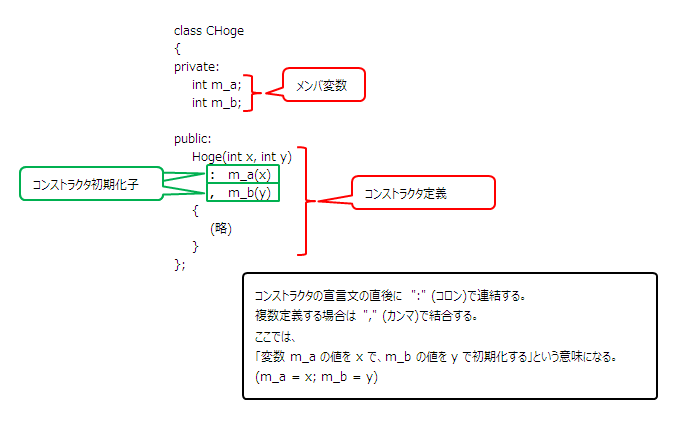 class CHoge
{
private:
int m_a;
int m_b;
メンバ変数
public:
Hoge(int x, int y)
: m_a(x)
, m_b(y)
コンストラクタ初期化子
コンストラクタ定義
{
(略)
}
};
コンストラクタの宣言文の直後に ":" (コロン)で連結する。
複数定義する場合は "," (カンマ)で結合する。
ここでは、
「変数 m_a の値を x で、m_b の値を y で初期化する」という意味になる。
(m_a = x; m_b = y)